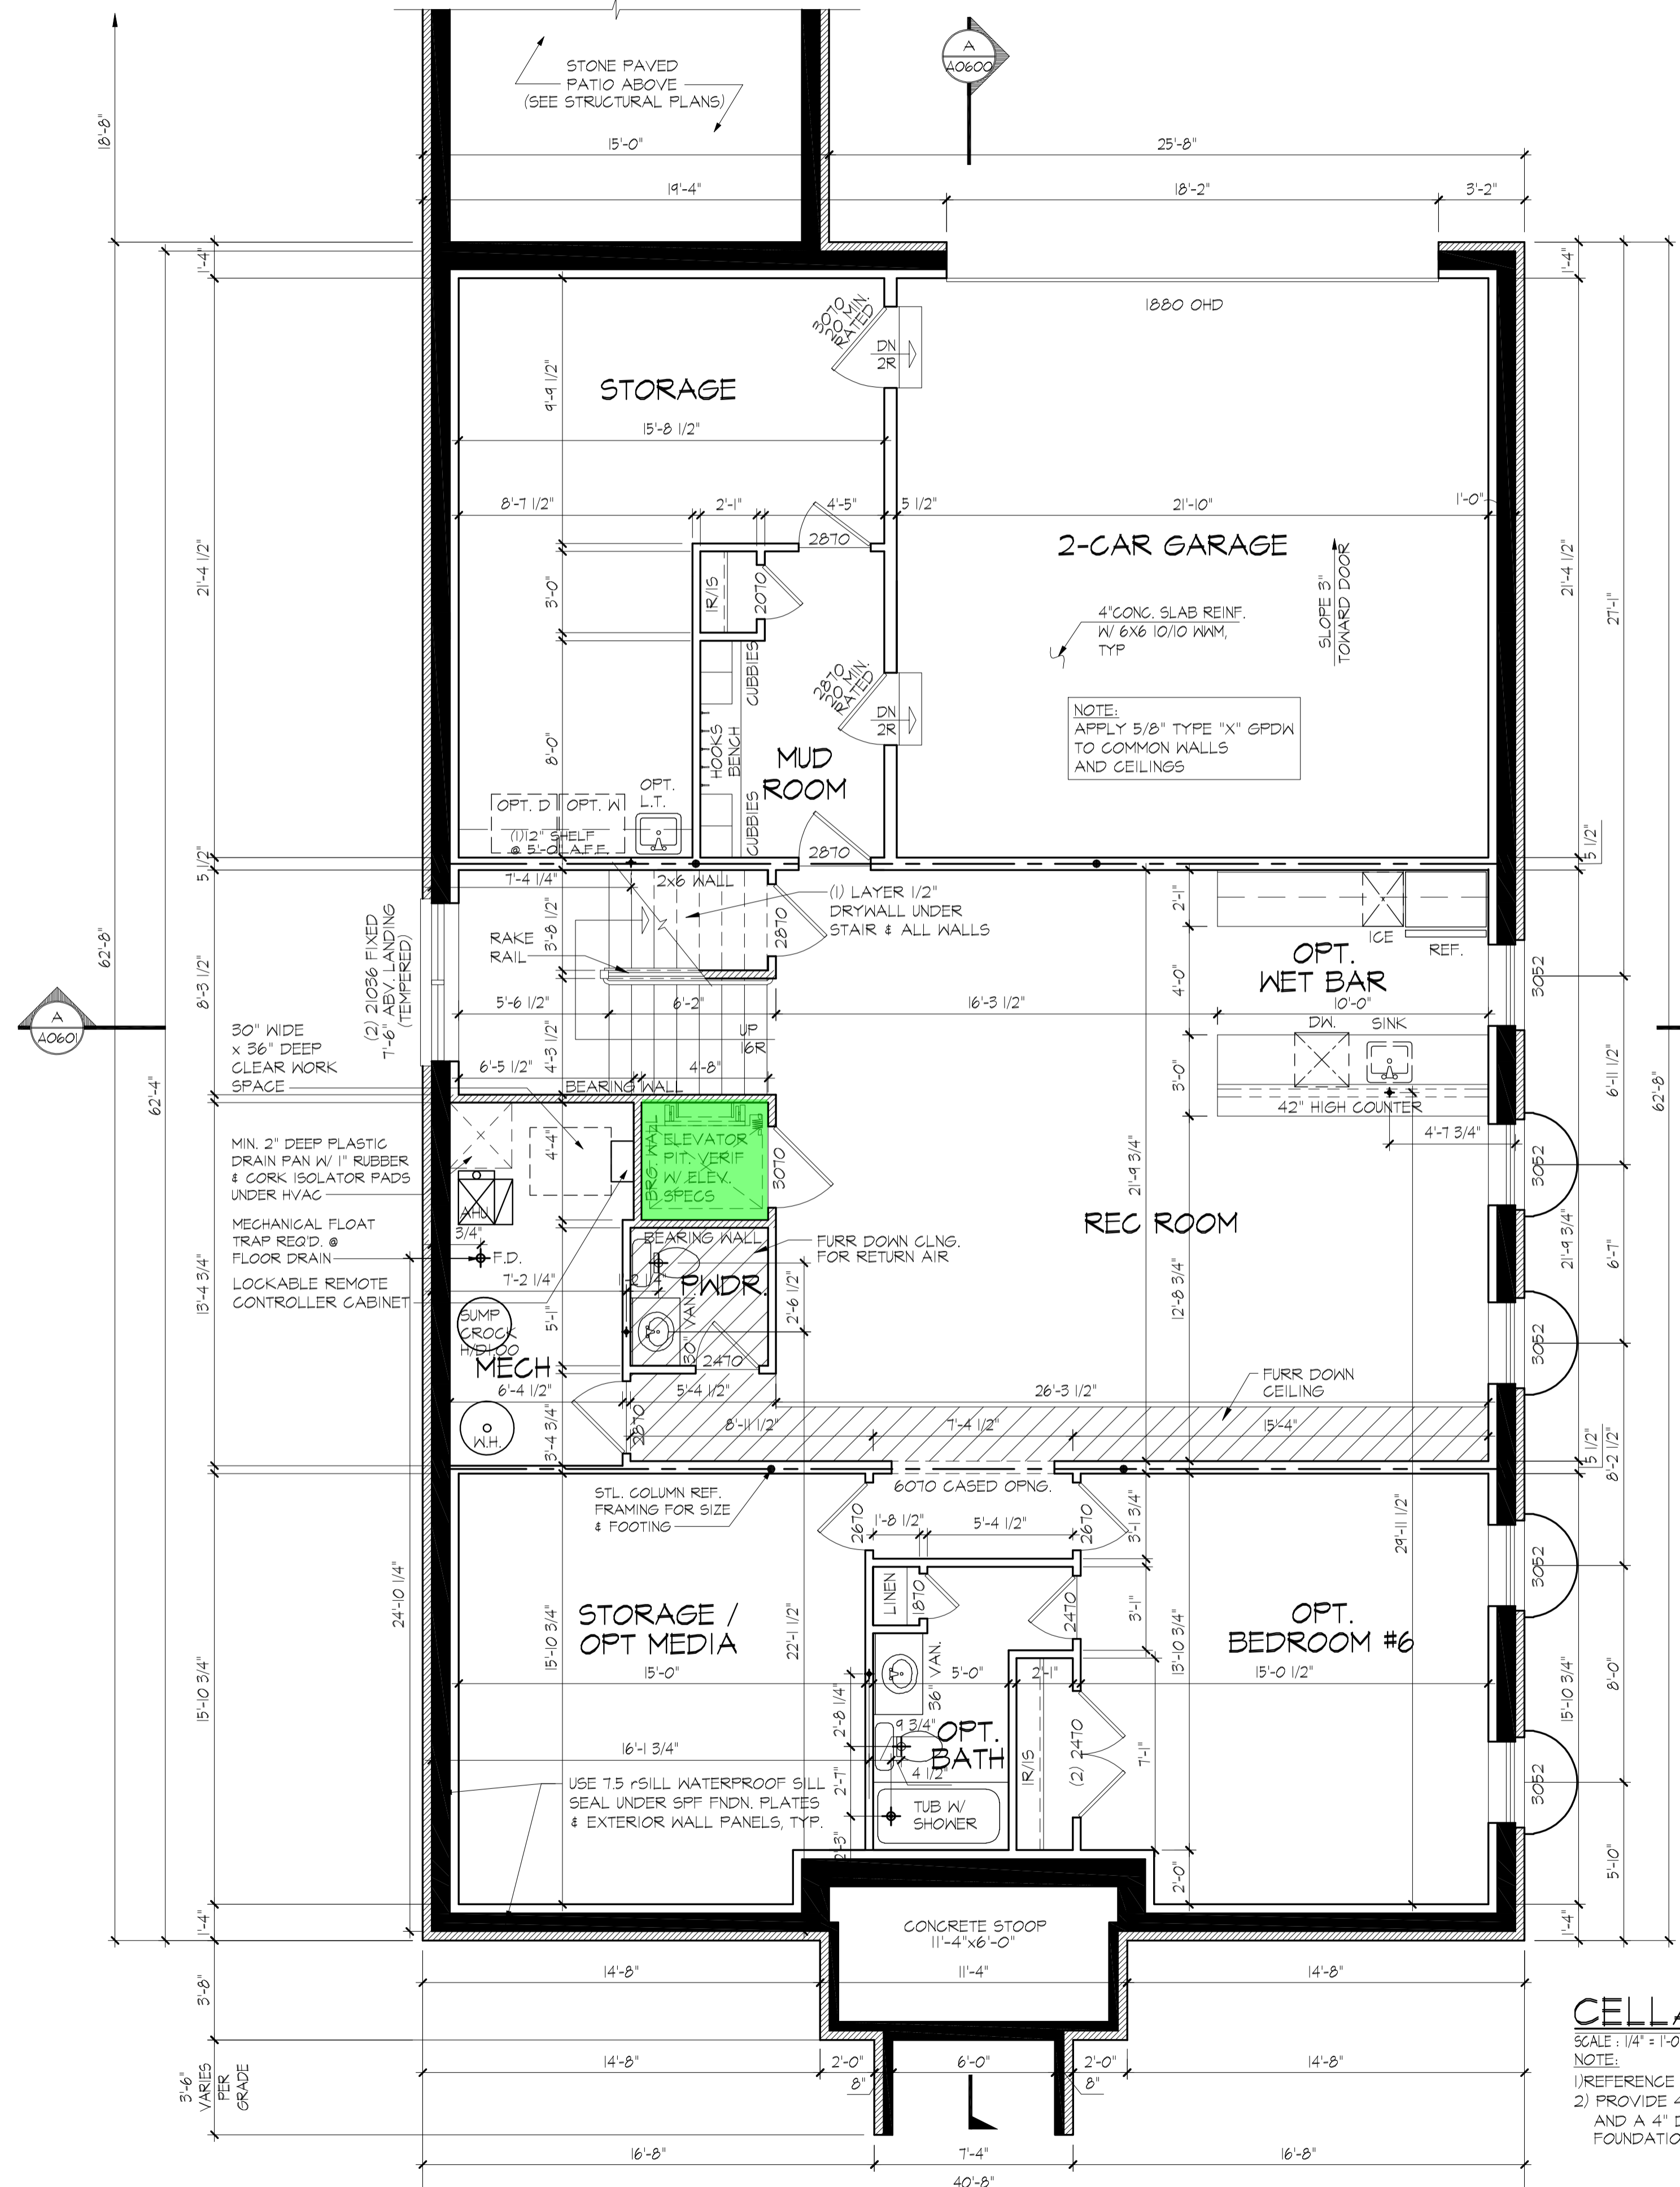 STONE PAVED
PATIO ABOVE
(SEE STRUCTURAL PLANS)
A
A0600
18'-8"
15'-0"
25'-8"
19'-4"
18'-2"
3'-2"
1'-4"
1'-4"
1880 OHD
3070
20 MIN.
RATED
DN
2R
STORAGE
9'-9 1/2"
15'-8 1/2"
8'-7 1/2"
2'-1"
4'-5"
5 1/2"
21'-10"
1'-0"
2870
2-CAR GARAGE
21'-4 1/2"
3'-0"
IR/IS
2070
SLOPE 3"
TOWARD DOOR
4"CONC. SLAB REINF.
W/ 6X6 10/10 WWM,
TYP
21'-4 1/2"
27'-1"
CUBBIES
2870
20 MIN.
RATED
DN
2R
NOTE:
APPLY 5/8" TYPE "X" GPDW
TO COMMON WALLS
AND CEILINGS
8'-0"
HOOKS
BENCH
MUD
ROOM
OPT. D
OPT. W
OPT.
L.T.
(1)12" SHELF
@ 5'-0" A.F.F.
CUBBIES
2870
5 1/2"
5 1/2"
7'-4 1/4"
2x6 WALL
(1) LAYER 1/2"
DRYWALL UNDER
STAIR & ALL WALLS
2'-1"
ICE
REF.
62'-8"
62'-4"
8'-3 1/2"
(2) 21036 FIXED
7'-6" ABV. LANDING
(TEMPERED)
RAKE
RAIL
3'-8 1/2"
2870
OPT.
WET BAR
4'-0"
3052
A
A0601
5'-6 1/2"
6'-2"
16'-3 1/2"
10'-0"
DW.
SINK
30" WIDE
x 36" DEEP
CLEAR WORK
SPACE
4'-3 1/2"
UP
16R
6'-5 1/2"
4-8"
BEARING WALL
3'-0"
42" HIGH COUNTER
6'-11 1/2"
62'-8"
4'-7 3/4"
MIN. 2" DEEP PLASTIC
DRAIN PAN W/ 1" RUBBER
& CORK ISOLATOR PADS
UNDER HVAC
4'-4"
BRG. WALL
ELEVATOR
PIT. VERIF
W/ ELEV.
SPECS
3070
21'-9 3/4"
3052
AHU
REC ROOM
MECHANICAL FLOAT
TRAP REQ'D. @
FLOOR DRAIN
3/4"
F.D.
BEARING WALL
FURR DOWN CLNG.
FOR RETURN AIR
21'-9 3/4"
6'-7"
LOCKABLE REMOTE
CONTROLLER CABINET
13'-4 3/4"
7'-2 1/4"
1'-2 1/4"
PWDR.
2'-6 1/2"
12'-8 3/4"
SUMP
CROCK
H/D1.00
5'-1"
30" VAN.
2470
3052
MECH
6'-4 1/2"
5'-4 1/2"
26'-3 1/2"
FURR DOWN
CEILING
W.H.
3'-4 3/4"
2870
8'-11 1/2"
7'-4 1/2"
15'-4"
5 1/2"
8'-2 1/2"
STL. COLUMN REF.
FRAMING FOR SIZE
& FOOTING
6070 CASED OPNG.
2670
1'-8 1/2"
5'-4 1/2"
2670
3'-1 3/4"
29'-11 1/2"
3052
24'-10 1/4"
LINEN
1870
2470
3'-1"
STORAGE /
OPT MEDIA
OPT.
BEDROOM #6
15'-10 3/4"
15'-10 3/4"
22'-1 1/2"
13'-10 3/4"
15'-10 3/4"
8'-0"
15'-0"
36" VAN.
5'-0"
2'-1"
15'-0 1/2"
2'-8 1/4"
9 3/4"
OPT.
BATH
16'-1 3/4"
4 1/2"
IR/IS
(2) 2470
7'-1"
3052
USE 7.5 rSILL WATERPROOF SILL
SEAL UNDER SPF FNDN. PLATES
& EXTERIOR WALL PANELS, TYP.
2'-7"
2'-3"
TUB W/
SHOWER
2'-0"
5'-10"
1'-4"
1'-4"
CONCRETE STOOP
11'-4"x6'-0"
3'-8"
14'-8"
11'-4"
14'-8"
14'-8"
2'-0"
6'-0"
2'-0"
14'-8"
8"
8"
3'-6"
VARIES
PER
GRADE
16'-8"
7'-4"
16'-8"
40'-8"
CELLA
SCALE : 1/4" = 1'-0
NOTE:
1)REFERENCE
2) PROVIDE 4
AND A 4" D
FOUNDATIO